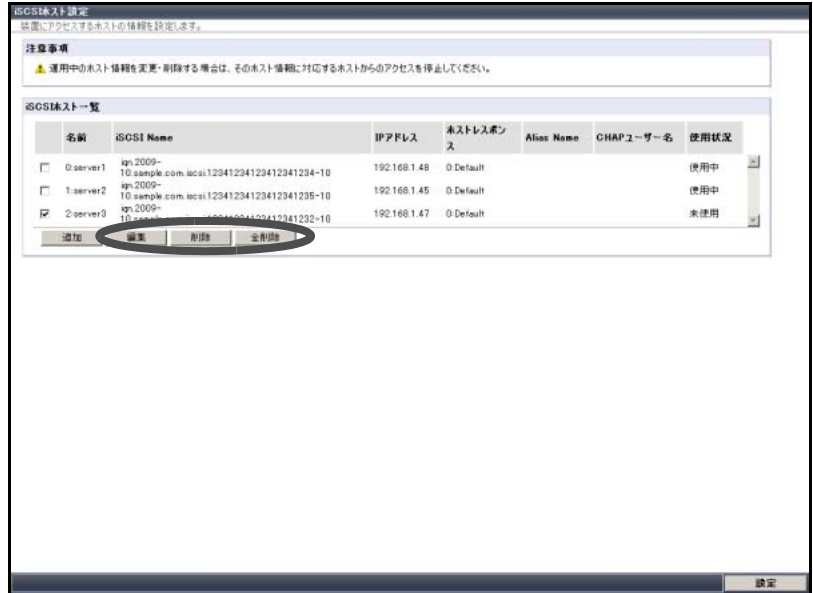 iSCSIホスト設定
装置にアクセスするホストの情報を設定します。
注意事項
運用中のホスト情報を変更・削除する場合は、そのホスト情報に対応するホストからのアクセスを停止してください。
iSCSIホスト一覧
名前 iSCSI Name IPアドレス ホストレスポンス Alias Name CHAPユーザー名 使用状況
0:server1 iqn.2009-10.sample.com.iscsi.12341234123412341234-10 192.168.1.48 0:Default 使用中
1:server2 iqn.2009-10.sample.com.iscsi.12341234123412341235-10 192.168.1.45 0:Default 使用中
2:server3 iqn.2009- 192.168.1.47 0:Default 未使用
追加 編集 削除 全削除
設定